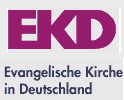 EKD
Evangelische Kirche
in Deutschland